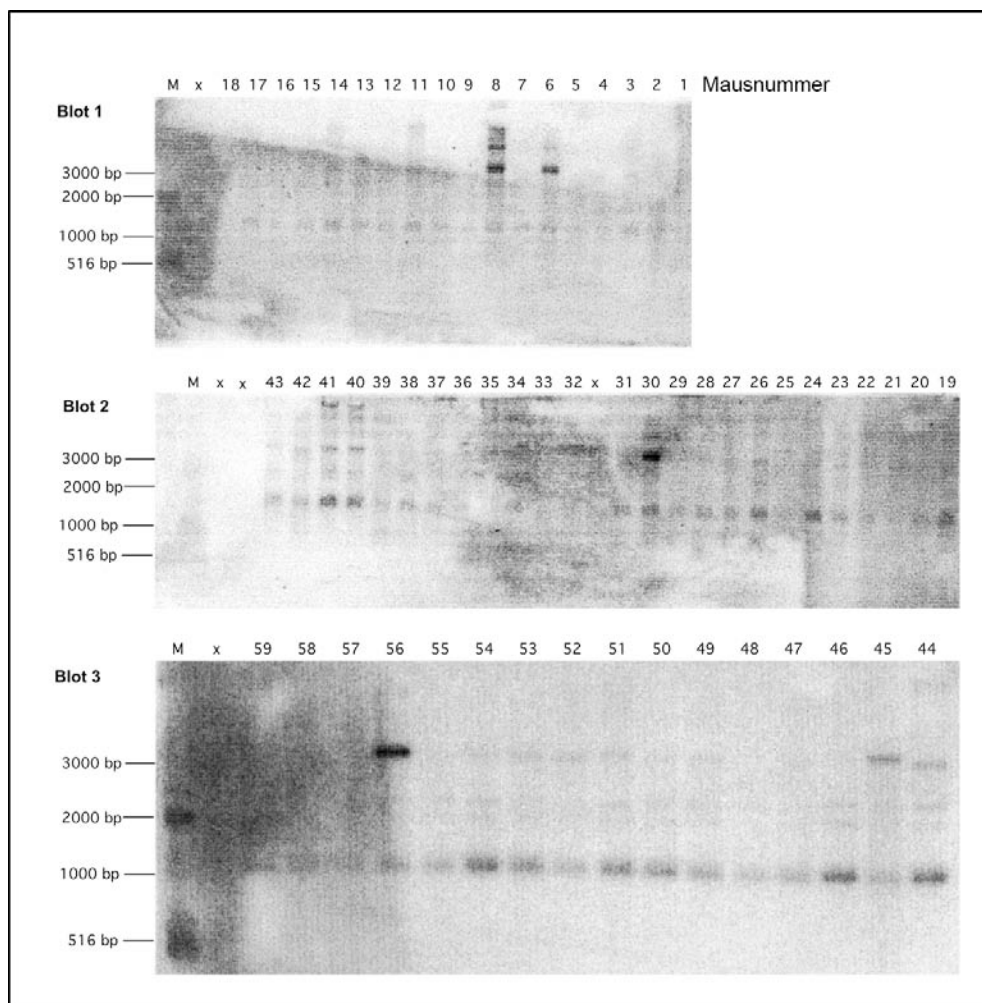 M x 18 17 16 15 14 13 12 11 10 9 8 7 6 5 4 3 2 1 Mausnummer
Blot 1
3000 bp
2000 bp
1000 bp
516 bp
M x x 43 42 41 40 39 38 37 36 35 34 33 32 x 31 30 29 28 27 26 25 24 23 22 21 20 19
Blot 2
3000 bp
2000 bp
1000 bp
516 bp
M x 59 58 57 56 55 54 53 52 51 50 49 48 47 46 45 44
Blot 3
3000 bp
2000 bp
1000 bp
516 bp